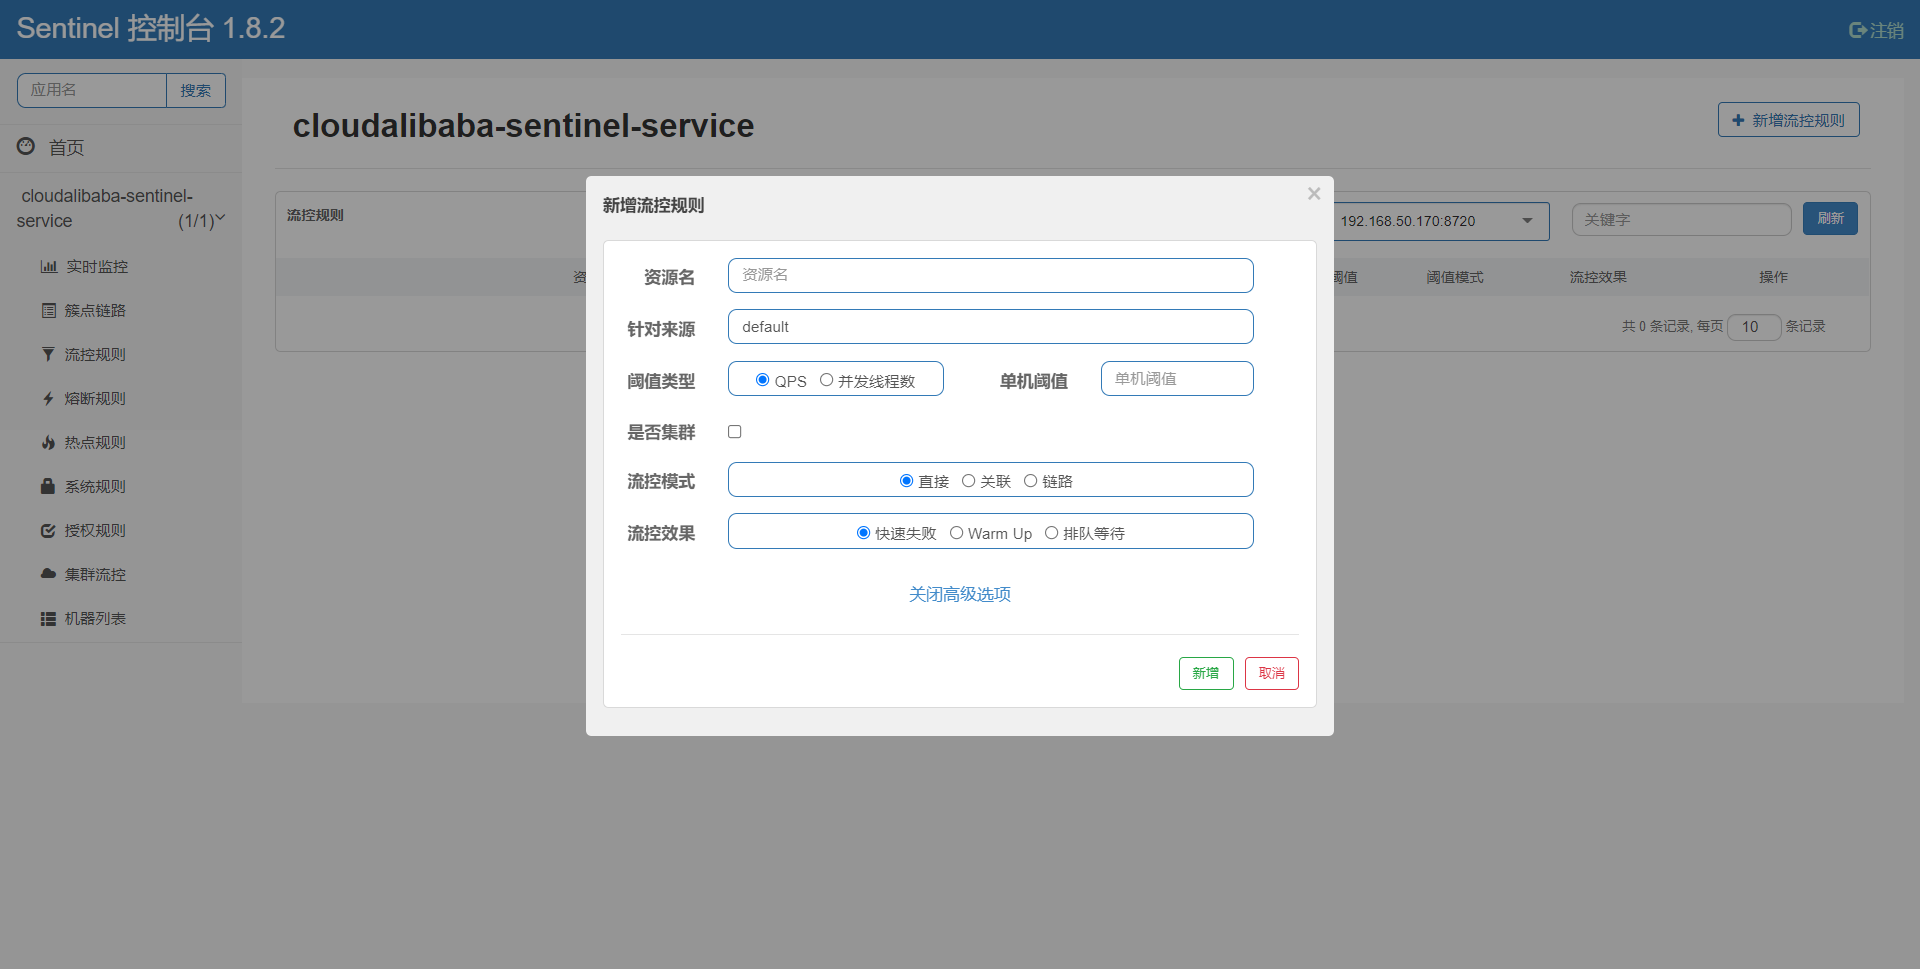 Sentinel 控制台 1.8.2
注销
应用名
搜索
首页
cloudalibaba-sentinel-
service (1/1)
实时监控
簇点链路
流控规则
熔断规则
热点规则
系统规则
授权规则
集群流控
机器列表
cloudalibaba-sentinel-service
新增流控规则
流控规则
192.168.50.170:8720
关键字
刷新
资
阈值
阈值模式
流控效果
操作
共 0 条记录, 每页 10 条记录
新增流控规则
×
资源名 资源名
针对来源 default
阈值类型 QPS 并发线程数 单机阈值 单机阈值
是否集群
流控模式 直接 关联 链路
流控效果 快速失败 Warm Up 排队等待
关闭高级选项
新增 取消